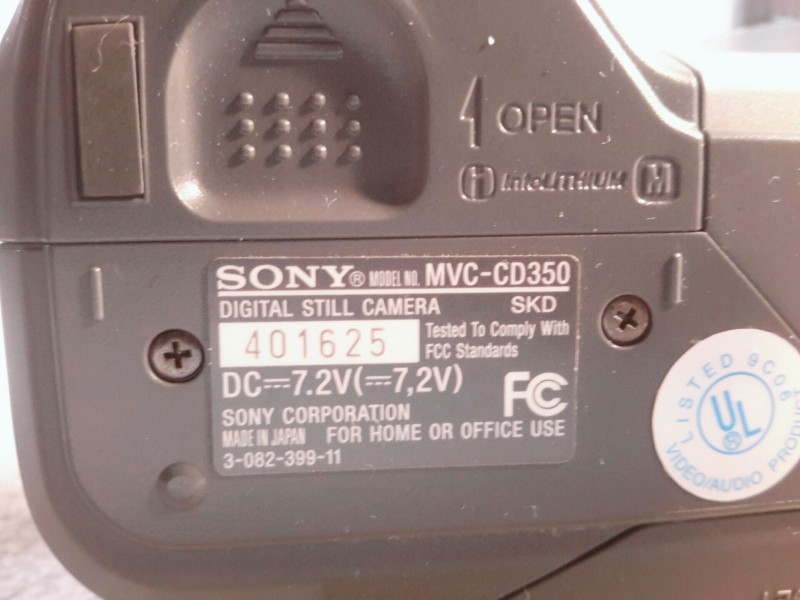 OPEN
i InfoLITHIUM M
SONY® MODEL NO. MVC-CD350
DIGITAL STILL CAMERA SKD
401625 Tested To Comply With
FCC Standards
DC⎓7.2V(⎓7,2V)
FC
SONY CORPORATION
MADE IN JAPAN FOR HOME OR OFFICE USE
3-082-399-11
LISTED 9C06
UL®
VIDEO/AUDIO PRODUCT